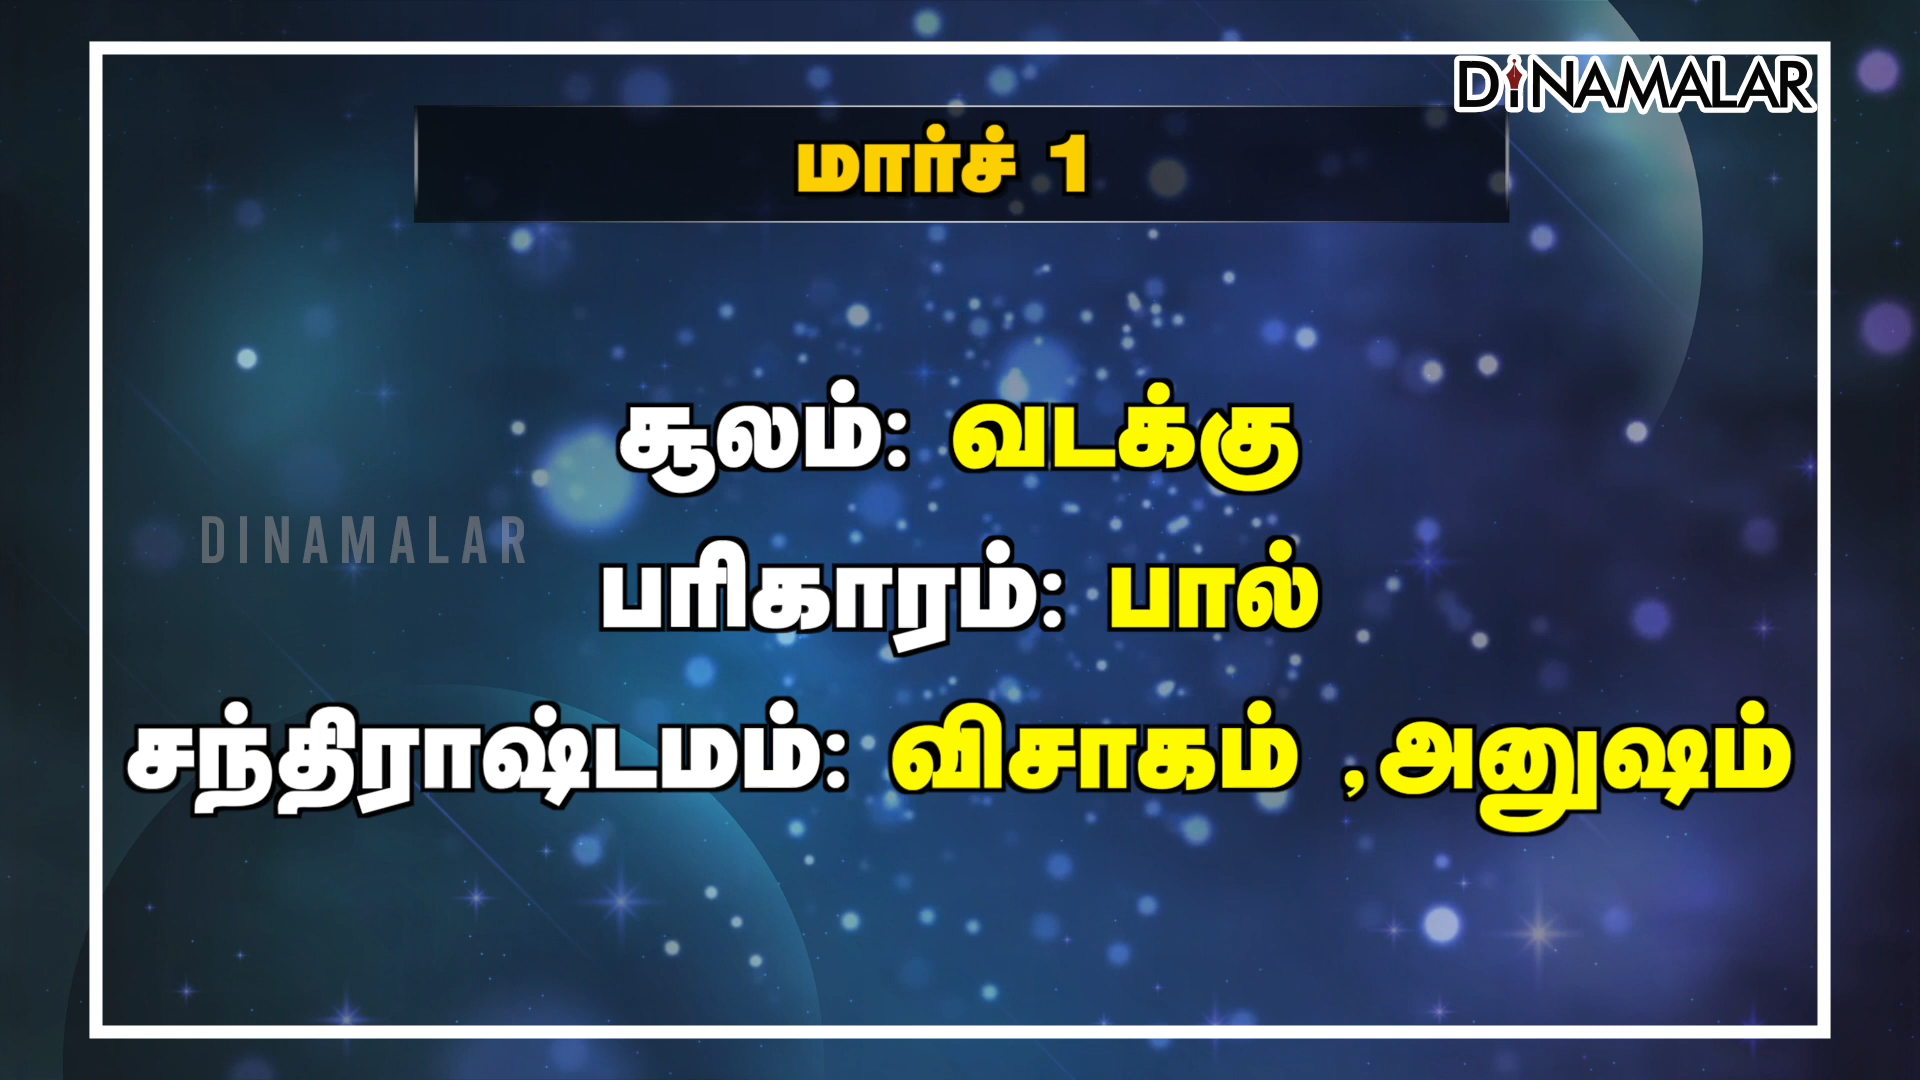 DINAMALAR
மார்ச் 1
சூலம்: வடக்கு
DINAMALAR
பரிகாரம்: பால்
சந்திராஷ்டமம்: விசாகம் ,அனுஷம்